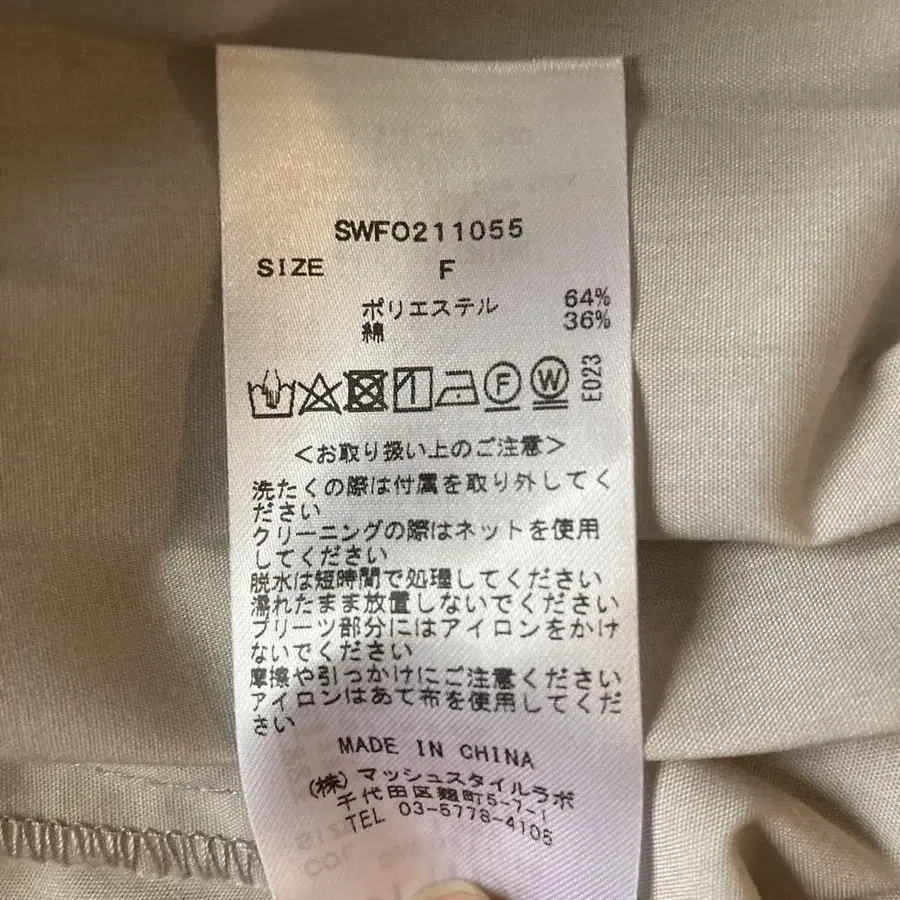 SWF0211055
SIZE F
ポリエステル 64%
綿 36%
F W
E023
＜お取り扱い上のご注意＞
洗たくの際は付属を取り外してく
ださい
クリーニングの際はネットを使用
してください
脱水は短時間で処理してください
濡れたまま放置しないでください
プリーツ部分にはアイロンをかけ
ないでください
摩擦や引っかけにご注意ください
アイロンはあて布を使用してくだ
さい
MADE IN CHINA
(株)マッシュスタイルラボ
千代田区麹町5-7-1
TEL 03-5778-4105